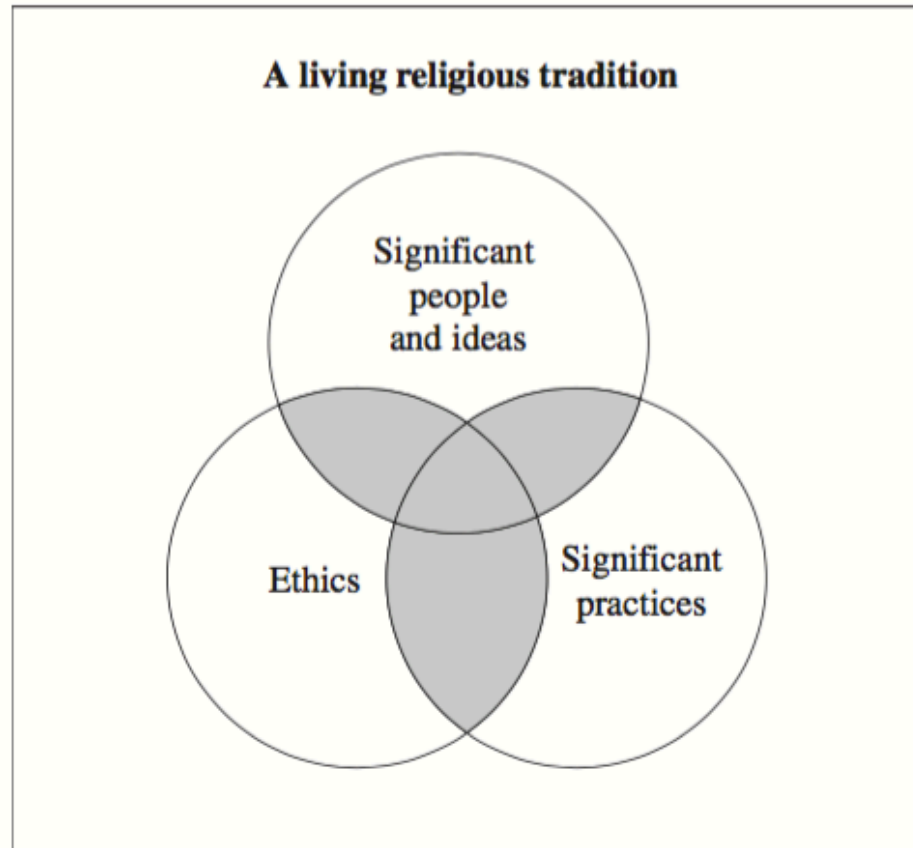 A living religious tradition
Significant
people
and ideas
Ethics
Significant
practices